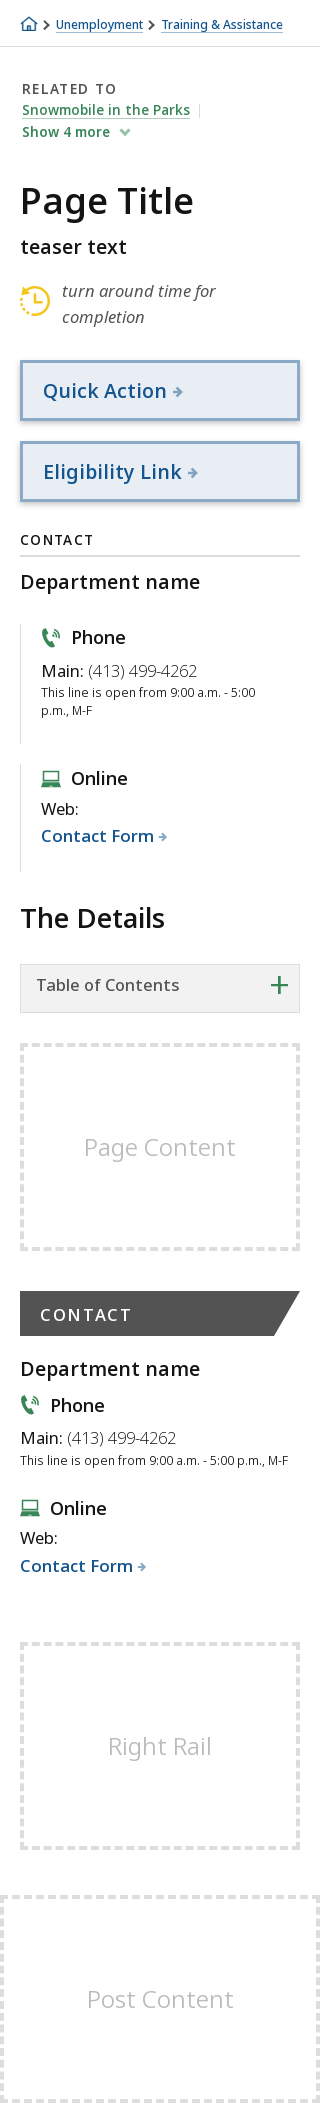 Unemployment Training & Assistance
RELATED TO
Snowmobile in the Parks
Show 4 more
Page Title
teaser text
turn around time for
completion
Quick Action
Eligibility Link
CONTACT
Department name
Phone
Main: (413) 499-4262
This line is open from 9:00 a.m. - 5:00
p.m., M-F
Online
Web:
Contact Form
The Details
Table of Contents
Page Content
CONTACT
Department name
Phone
Main: (413) 499-4262
This line is open from 9:00 a.m. - 5:00 p.m., M-F
Online
Web:
Contact Form
Right Rail
Post Content